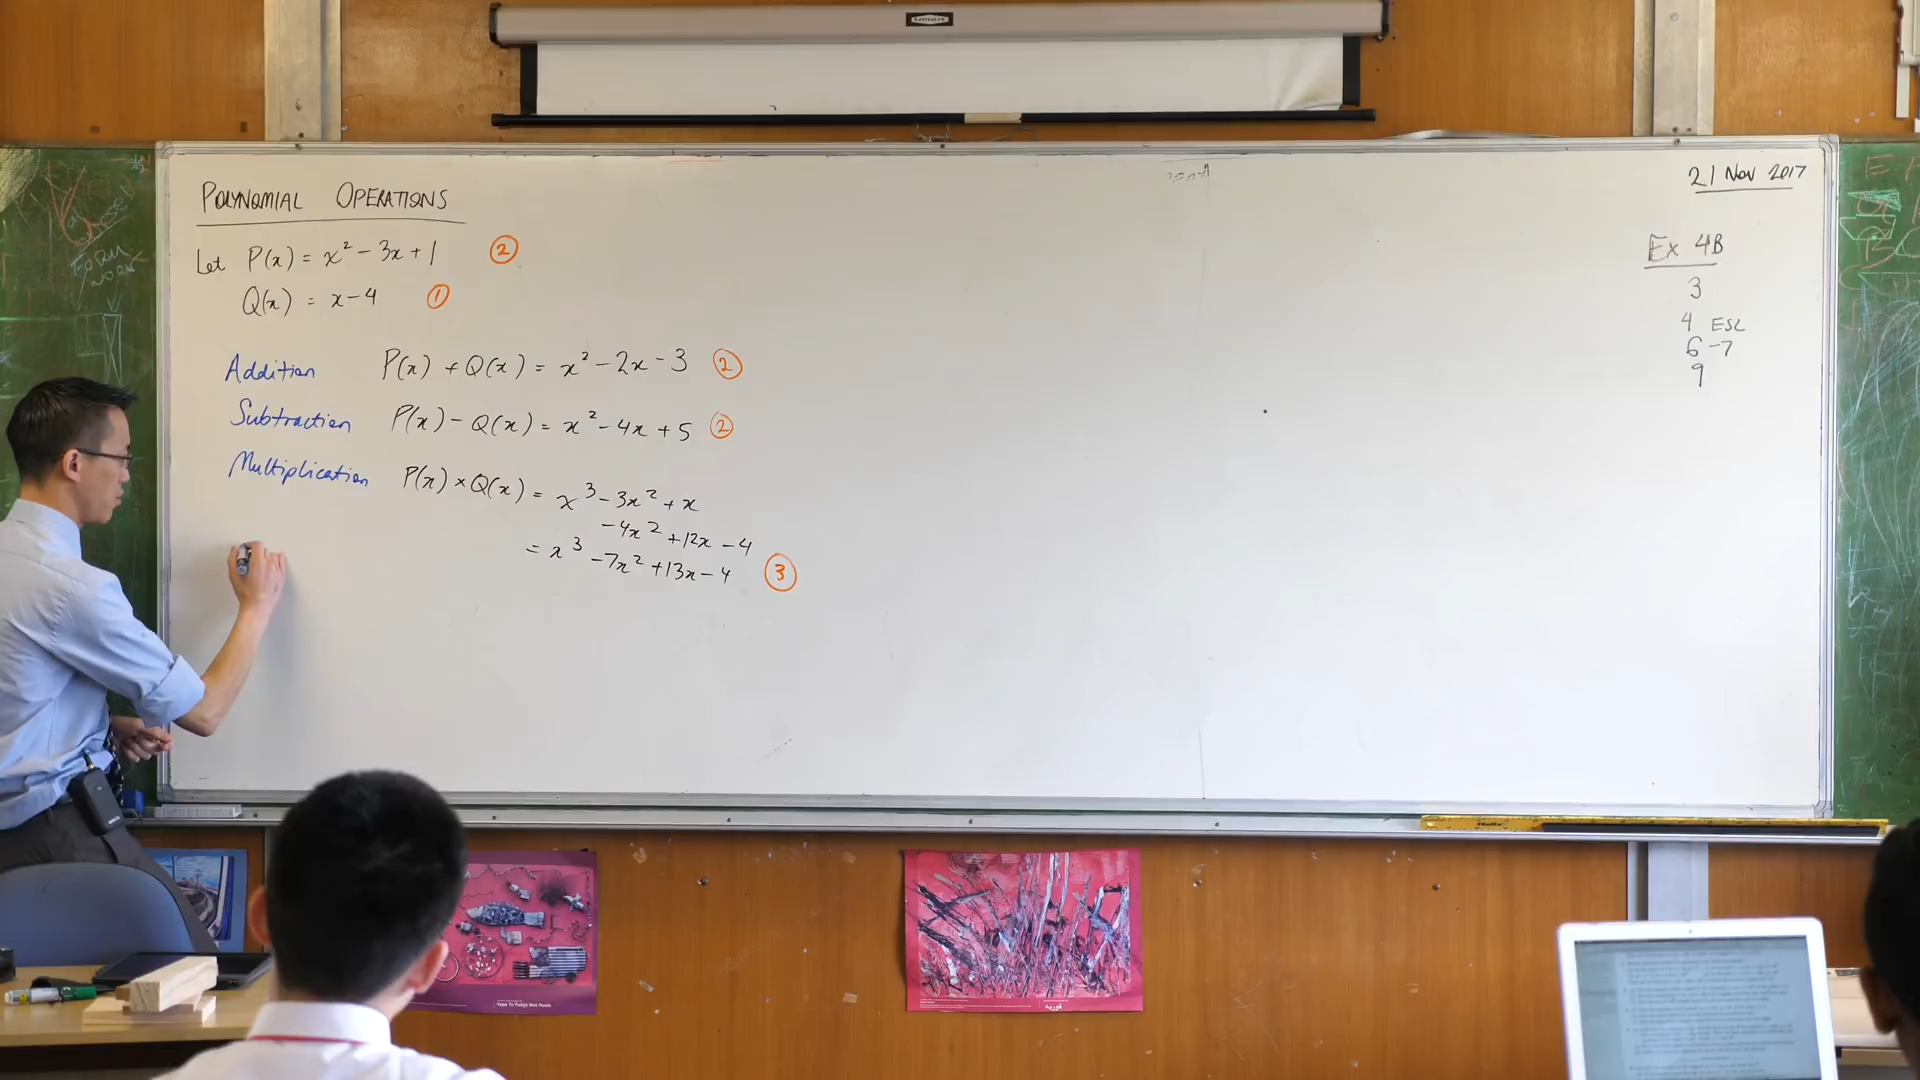 21 Nov 2017
POLYNOMIAL OPERATIONS
Let P(x) = x² - 3x + 1 ②
Q(x) = x - 4 ①
Addition P(x) + Q(x) = x² - 2x - 3 ②
Subtraction P(x) - Q(x) = x² - 4x + 5 ②
Multiplication P(x) × Q(x) = x³ - 3x² + x
- 4x² + 12x - 4
= x³ - 7x² + 13x - 4 ③
Ex 4B
3
4 ESL
6 - 7
9